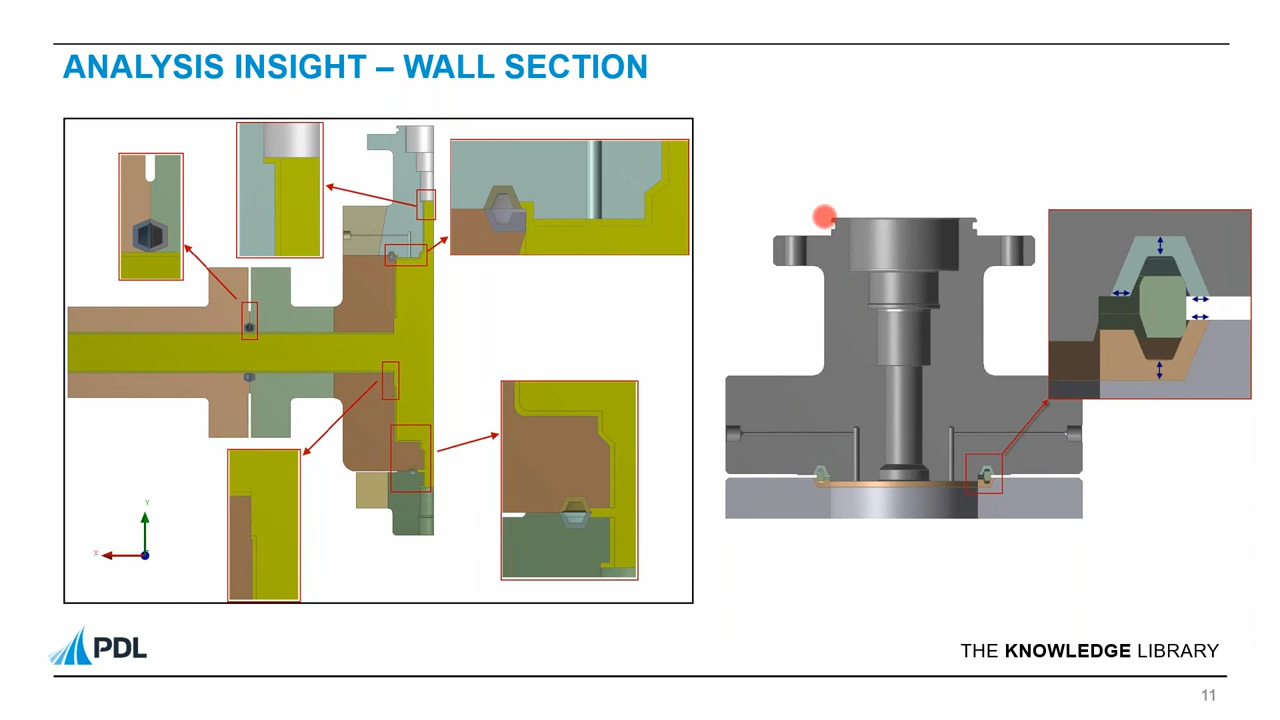 ANALYSIS INSIGHT – WALL SECTION
Y
X
PDL
THE KNOWLEDGE LIBRARY
11